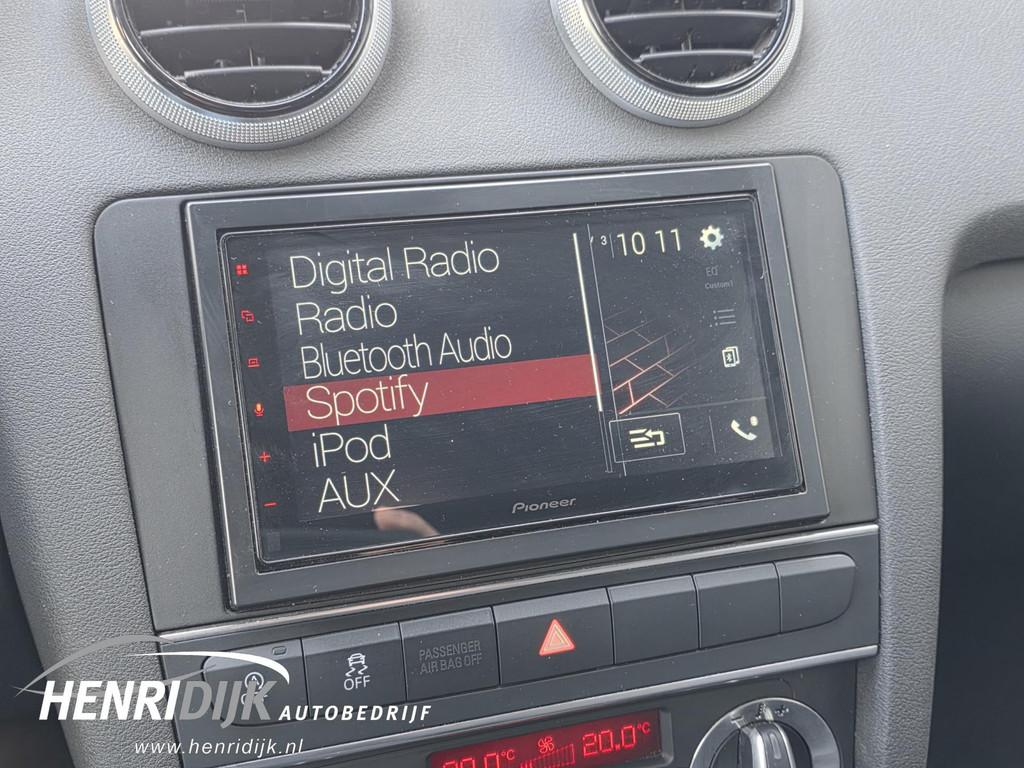 Digital Radio
Radio
Bluetooth Audio
Spotify
iPod
AUX
10 11
EQ
Custom1
Pioneer
PASSENGER
AIR BAG OFF
OFF
A
20.0°C
HENRIDIJK AUTOBEDRIJF
www.henridijk.nl